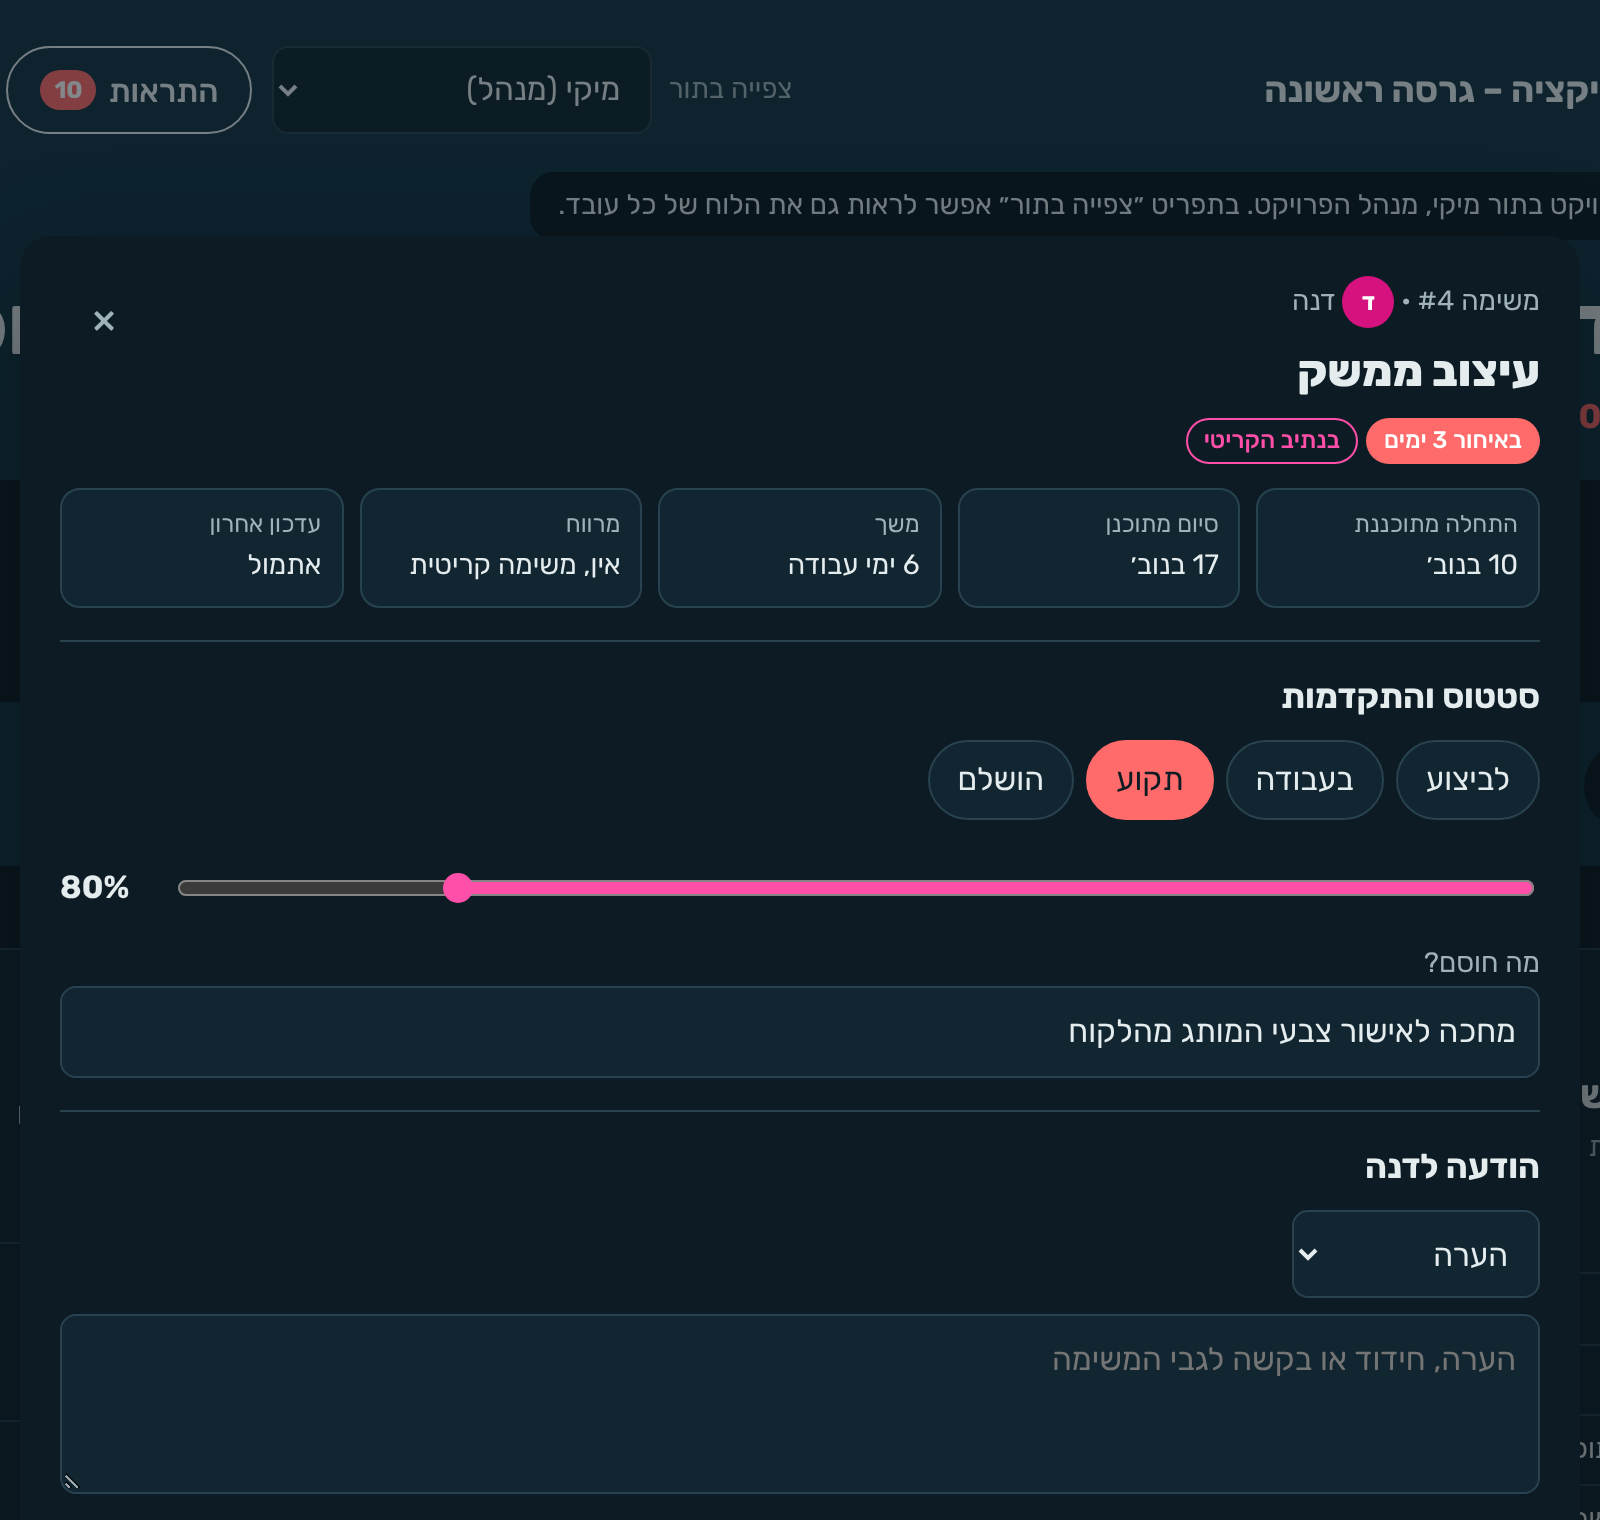 יקציה – גרסה ראשונה
צפייה בתור
מיקי (מנהל)
התראות 10
ויקט בתור מיקי, מנהל הפרויקט. בתפריט ״צפייה בתור״ אפשר לראות גם את הלוח של כל עובד.
משימה #4 • ד דנה
עיצוב ממשק
באיחור 3 ימים
בנתיב הקריטי
התחלה מתוכננת
10 בנוב׳
סיום מתוכנן
17 בנוב׳
משך
6 ימי עבודה
מרווח
אין, משימה קריטית
עדכון אחרון
אתמול
סטטוס והתקדמות
לביצוע
בעבודה
תקוע
הושלם
80%
מה חוסם?
מחכה לאישור צבעי המותג מהלקוח
הודעה לדנה
הערה
הערה, חידוד או בקשה לגבי המשימה